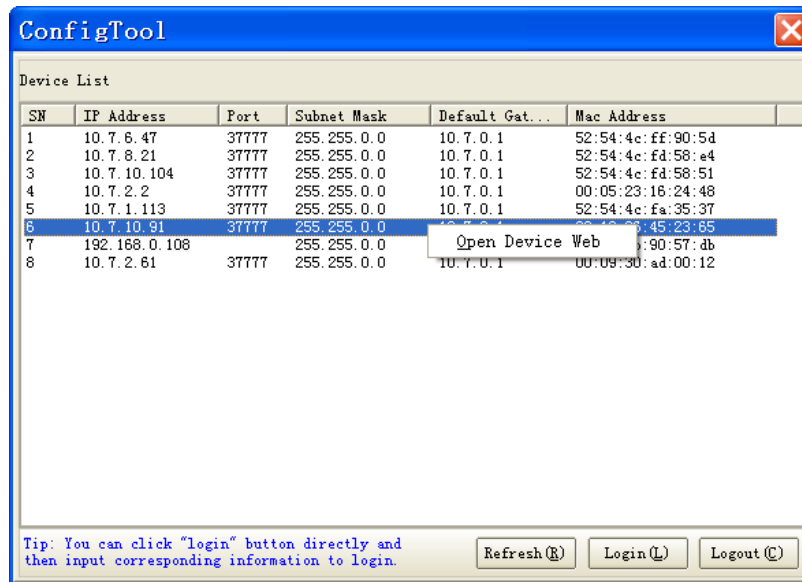 ConfigTool
Device List
SN IP Address Port Subnet Mask Default Gat... Mac Address
1 10.7.6.47 37777 255.255.0.0 10.7.0.1 52:54:4c:ff:90:5d
2 10.7.8.21 37777 255.255.0.0 10.7.0.1 52:54:4c:fd:58:e4
3 10.7.10.104 37777 255.255.0.0 10.7.0.1 52:54:4c:fd:58:51
4 10.7.2.2 37777 255.255.0.0 10.7.0.1 00:05:23:16:24:48
5 10.7.1.113 37777 255.255.0.0 10.7.0.1 52:54:4c:fa:35:37
6 10.7.10.91 37777 255.255.0.0 :45:23:65
Open Device Web
7 192.168.0.108 255.255.0.0 :90:57:db
8 10.7.2.61 37777 255.255.0.0 10.7.0.1 00:09:30:ad:00:12
Tip: You can click "login" button directly and
then input corresponding information to login.
Refresh(R) Login(L) Logout(C)